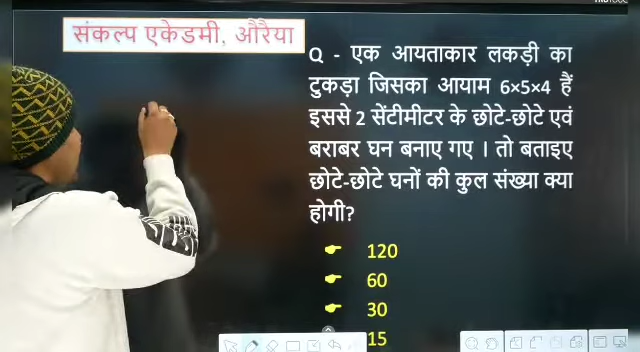 संकल्प एकेडमी, औरैया
Q - एक आयताकार लकड़ी का
टुकड़ा जिसका आयाम 6×5×4 हैं
इससे 2 सेंटीमीटर के छोटे-छोटे एवं
बराबर घन बनाए गए । तो बताइए
छोटे-छोटे घनों की कुल संख्या क्या
होगी?
120
60
30
15